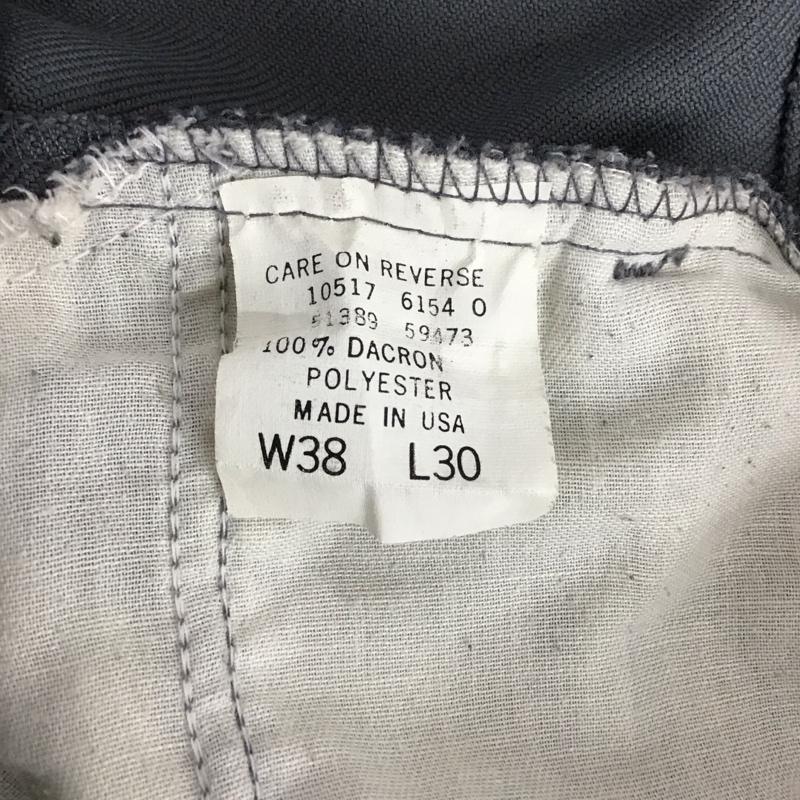 CARE ON REVERSE
10517 6154 0
51389 59473
100% DACRON
POLYESTER
MADE IN USA
W38 L30